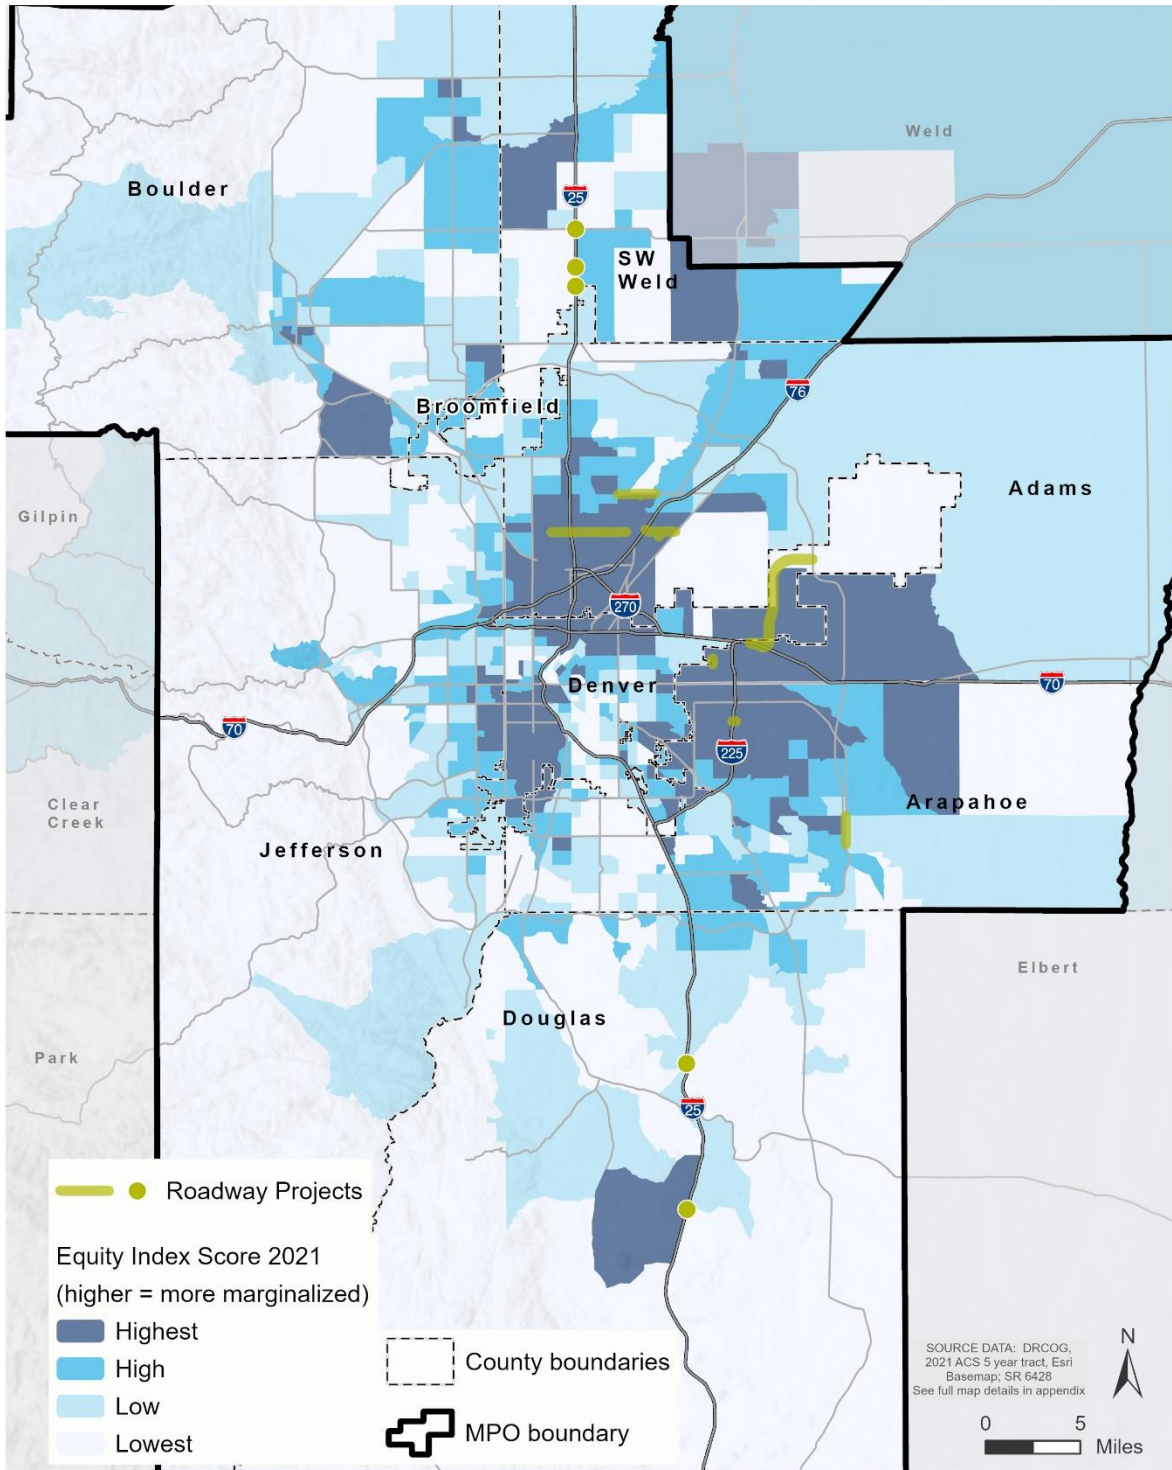 Weld
Boulder
25
SW
Weld
76
Broomfield
Adams
Gilpin
270
Denver
70
70
225
Clear
Creek
Arapahoe
Jefferson
Elbert
Douglas
Park
25
Roadway Projects
Equity Index Score 2021
(higher = more marginalized)
Highest
High
Low
Lowest
County boundaries
MPO boundary
SOURCE DATA: DRCOG,
2021 ACS 5 year tract, Esri
Basemap; SR 6428
See full map details in appendix
N
0 5
Miles